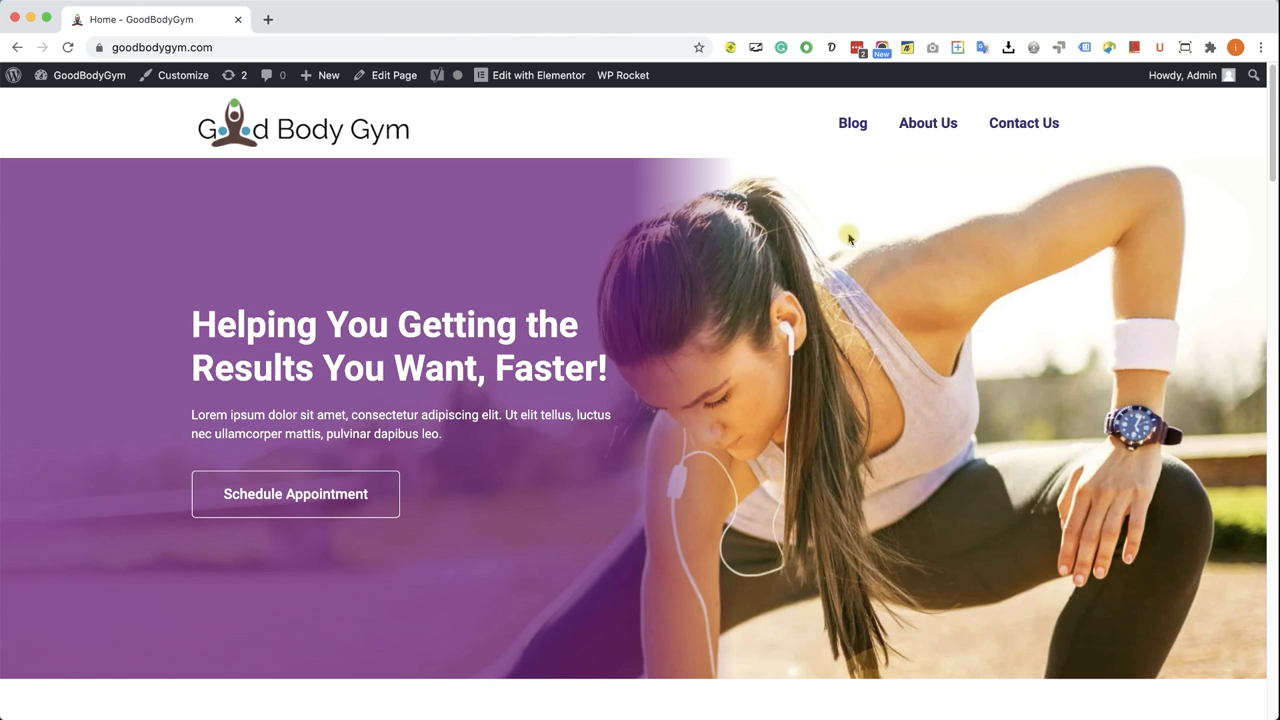 Home - GoodBodyGym
goodbodygym.com
2
New
GoodBodyGym
Customize
2
0
New
Edit Page
Edit with Elementor
WP Rocket
Howdy, Admin
Good Body Gym
Blog
About Us
Contact Us
Helping You Getting the
Results You Want, Faster!
Lorem ipsum dolor sit amet, consectetur adipiscing elit. Ut elit tellus, luctus
nec ullamcorper mattis, pulvinar dapibus leo.
Schedule Appointment